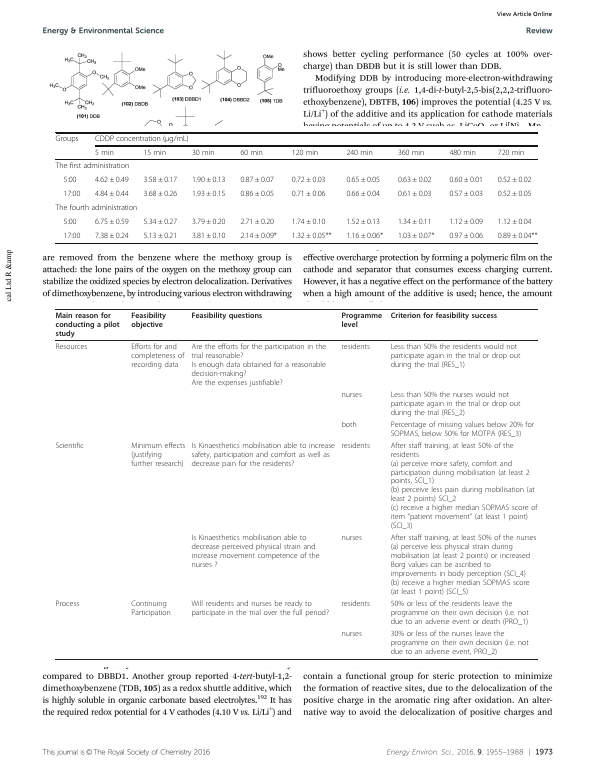 View Article Online
Energy & Environmental Science
Review
(101) DDB
(102) DBDB
(103) DBBD1
(104) DBBD2
(105) TDB
shows better cycling performance (50 cycles at 100% over-
charge) than DBDB but it is still lower than DDB.
Modifying DDB by introducing more-electron-withdrawing
trifluoroethoxy groups (i.e. 1,4-di-t-butyl-2,5-bis(2,2,2-trifluoro-
ethoxybenzene), DBTFB, 106) improves the potential (4.25 V vs.
Li/Li+) of the additive and its application for cathode materials
Groups CDDP concentration (μg/mL)
5 min 15 min 30 min 60 min 120 min 240 min 360 min 480 min 720 min
The first administration
5:00 4.62 ± 0.49 3.58 ± 0.17 1.90 ± 0.13 0.87 ± 0.07 0.72 ± 0.03 0.65 ± 0.05 0.63 ± 0.02 0.60 ± 0.01 0.52 ± 0.02
17:00 4.84 ± 0.44 3.68 ± 0.26 1.93 ± 0.15 0.86 ± 0.05 0.71 ± 0.06 0.66 ± 0.04 0.61 ± 0.03 0.57 ± 0.03 0.52 ± 0.05
The fourth administration
5:00 6.75 ± 0.59 5.34 ± 0.27 3.79 ± 0.20 2.71 ± 0.20 1.74 ± 0.10 1.52 ± 0.13 1.34 ± 0.11 1.12 ± 0.09 1.12 ± 0.04
17:00 7.38 ± 0.24 5.13 ± 0.21 3.81 ± 0.10 2.14 ± 0.09* 1.32 ± 0.05** 1.16 ± 0.06* 1.03 ± 0.07* 0.97 ± 0.06 0.89 ± 0.04**
cal Ltd R &amp
are removed from the benzene where the methoxy group is
attached: the lone pairs of the oxygen on the methoxy group can
stabilize the oxidized species by electron delocalization. Derivatives
of dimethoxybenzene, by introducing various electron withdrawing
effective overcharge protection by forming a polymeric film on the
cathode and separator that consumes excess charging current.
However, it has a negative effect on the performance of the battery
when a high amount of the additive is used; hence, the amount
Main reason for conducting a pilot study Feasibility objective Feasibility questions Programme level Criterion for feasibility success
Resources Efforts for and completeness of recording data
Are the efforts for the participation in the
trial reasonable?
Is enough data obtained for a reasonable
decision-making?
Are the expenses justifiable?
residents Less than 50% the residents would not
participate again in the trial or drop out
during the trial (RES_1)
nurses Less than 50% the nurses would not
participate again in the trial or drop out
during the trial (RES_2)
both Percentage of missing values below 20% for
SOPMAS, below 50% for MOTPA (RES_3)
Scientific Minimum effects (justifying further research)
Is Kinaesthetics mobilisation able to increase
safety, participation and comfort as well as
decrease pain for the residents?
residents After staff training, at least 50% of the
residents
(a) perceive more safety, comfort and
participation during mobilisation (at least 2
points, SCI_1)
(b) perceive less pain during mobilisation (at
least 2 points) SCI_2
(c) receive a higher median SOPMAS score of
item "patient movement" (at least 1 point)
(SCI_3)
Is Kinaesthetics mobilisation able to
decrease perceived physical strain and
increase movement competence of the
nurses ?
nurses After staff training, at least 50% of the nurses
(a) perceive less physical strain during
mobilisation (at least 2 points) or increased
Borg values can be ascribed to
improvements in body perception (SCI_4)
(b) receive a higher median SOPMAS score
(at least 1 point) (SCI_5)
Process Continuing Participation
Will residents and nurses be ready to
participate in the trial over the full period?
residents 50% or less of the residents leave the
programme on their own decision (i.e. not
due to an adverse event or death (PRO_1)
nurses 30% or less of the nurses leave the
programme on their own decision (i.e. not
due to an adverse event, PRO_2)
compared to DBBD1. Another group reported 4-tert-butyl-1,2-
dimethoxybenzene (TDB, 105) as a redox shuttle additive, which
is highly soluble in organic carbonate based electrolytes.192 It has
the required redox potential for 4 V cathodes (4.10 V vs. Li/Li+) and
contain a functional group for steric protection to minimize
the formation of reactive sites, due to the delocalization of the
positive charge in the aromatic ring after oxidation. An alter-
native way to avoid the delocalization of positive charges and
This journal is © The Royal Society of Chemistry 2016
Energy Environ. Sci., 2016, 9, 1955–1988 | 1973